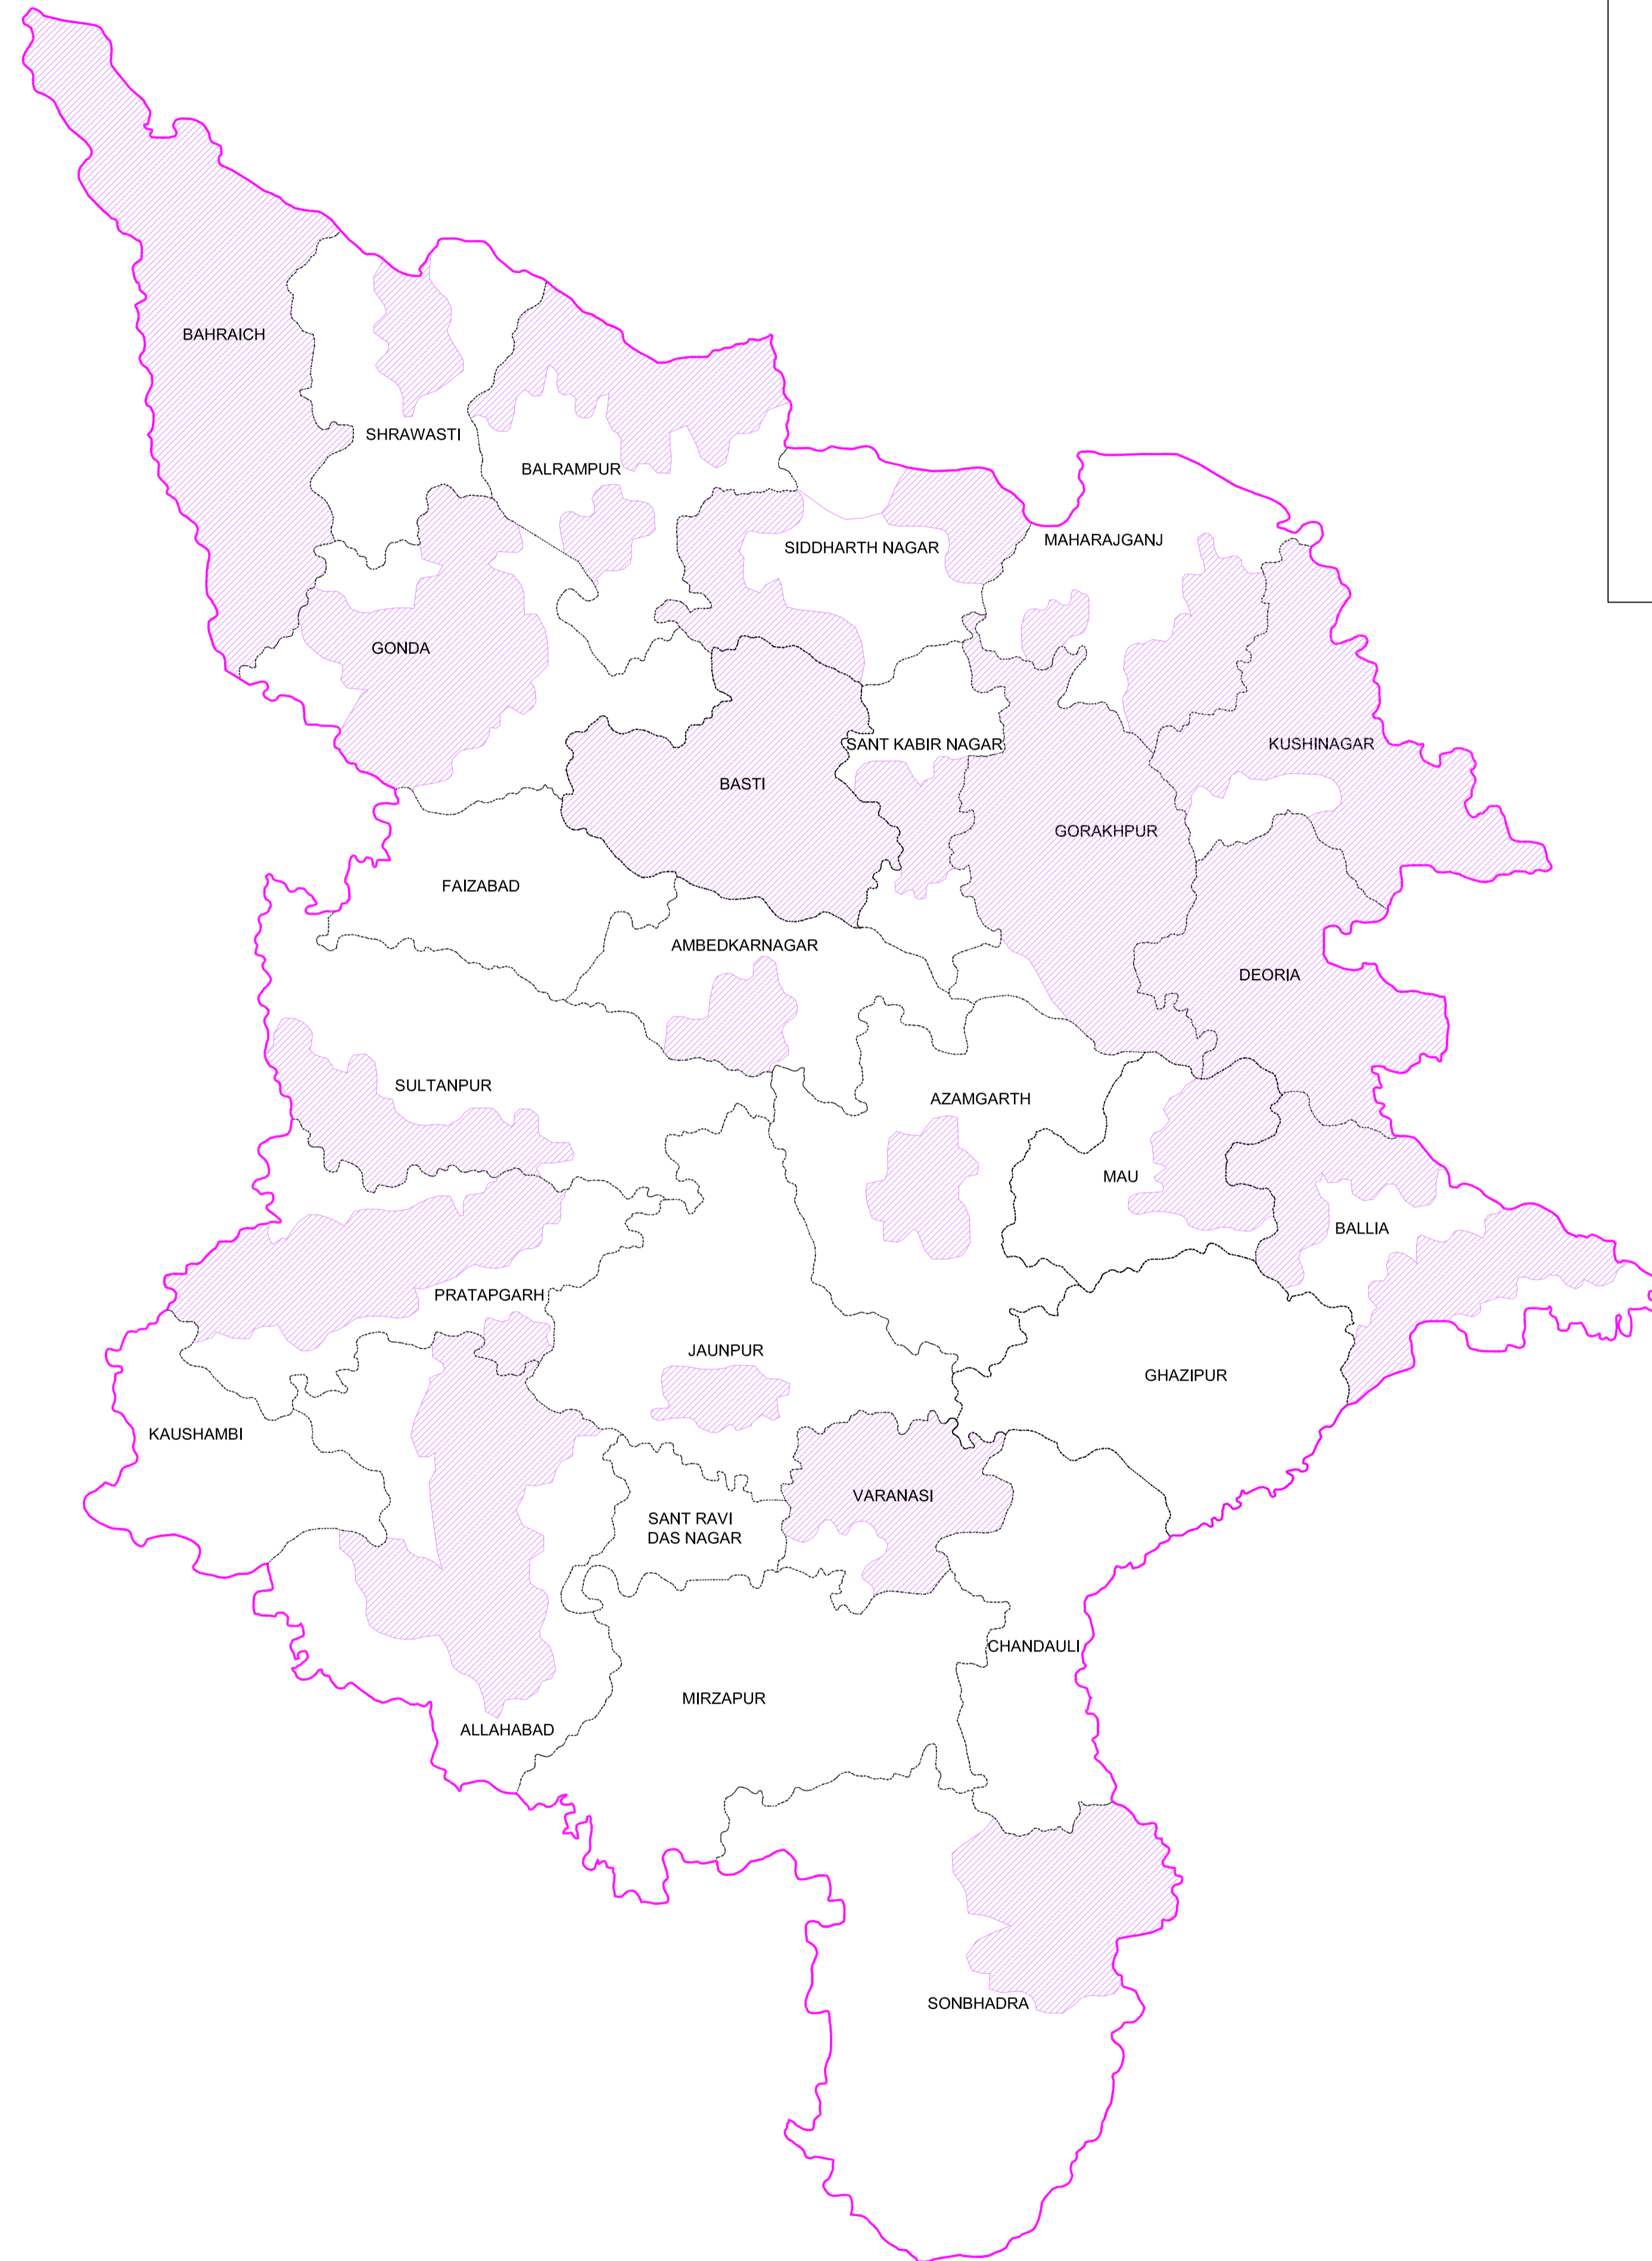 BAHRAICH
SHRAWASTI
BALRAMPUR
MAHARAJGANJ
SIDDHARTH NAGAR
GONDA
SANT KABIR NAGAR
KUSHINAGAR
BASTI
GORAKHPUR
FAIZABAD
AMBEDKARNAGAR
DEORIA
SULTANPUR
AZAMGARTH
MAU
BALLIA
PRATAPGARH
JAUNPUR
GHAZIPUR
KAUSHAMBI
VARANASI
SANT RAVI
DAS NAGAR
CHANDAULI
MIRZAPUR
ALLAHABAD
SONBHADRA